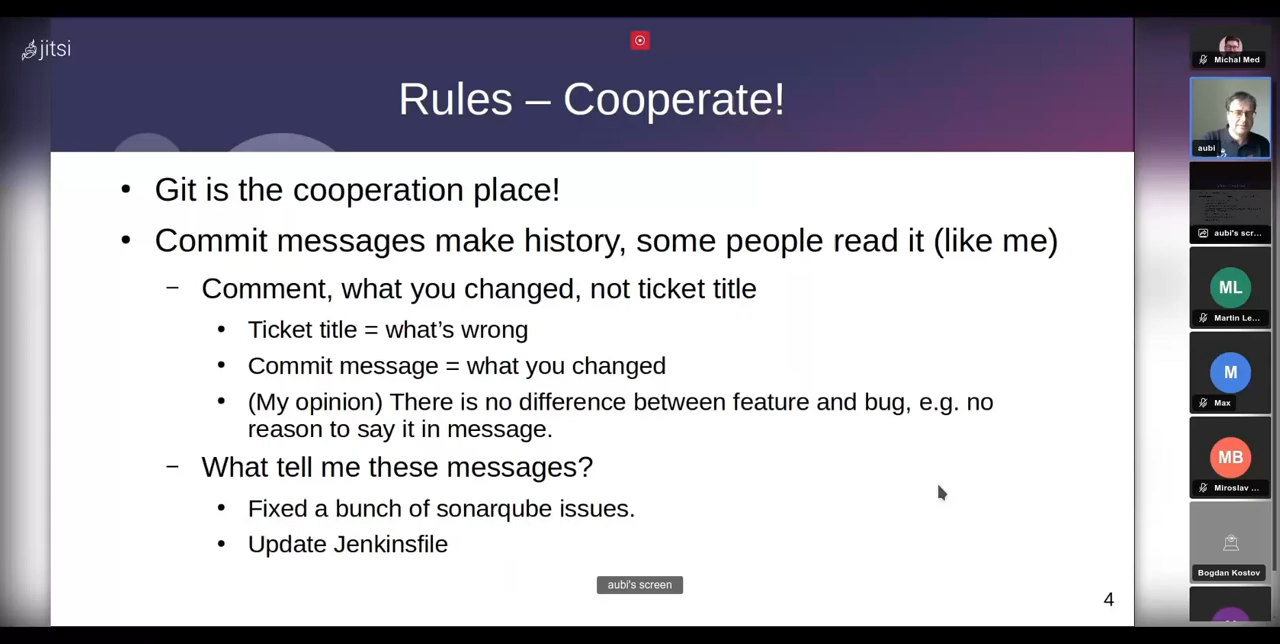 jitsi
Rules – Cooperate!
• Git is the cooperation place!
• Commit messages make history, some people read it (like me)
– Comment, what you changed, not ticket title
• Ticket title = what’s wrong
• Commit message = what you changed
• (My opinion) There is no difference between feature and bug, e.g. no
reason to say it in message.
– What tell me these messages?
• Fixed a bunch of sonarqube issues.
• Update Jenkinsfile
aubi's screen
4
Michal Med
aubi
aubi's scr...
ML
Martin Le...
M
Max
MB
Miroslav ...
Bogdan Kostov